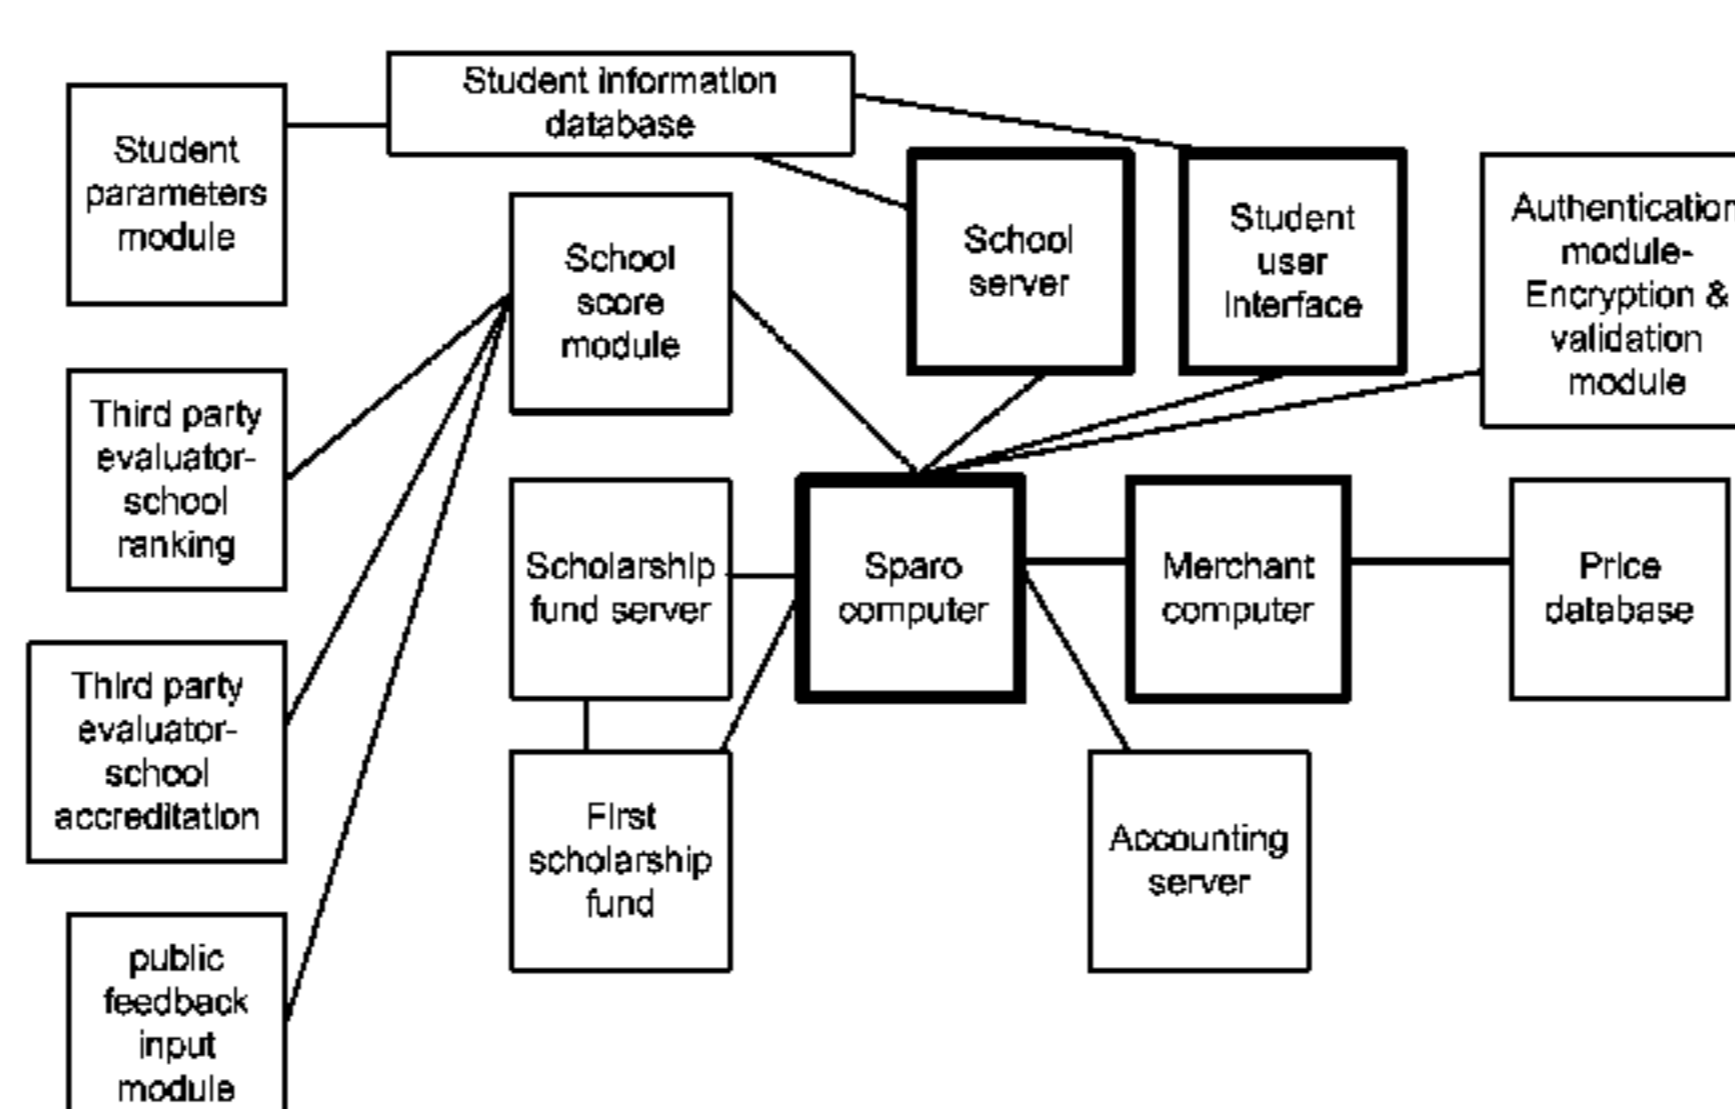 Student information
database
Student
parameters
module
School
score
module
School
server
Student
user
interface
Authentication
module-
Encryption &
validation
module
Third party
evaluator-
school
ranking
Scholarship
fund server
Sparo
computer
Merchant
computer
Price
database
Third party
evaluator-
school
accreditation
First
scholarship
fund
Accounting
server
public
feedback
input
module